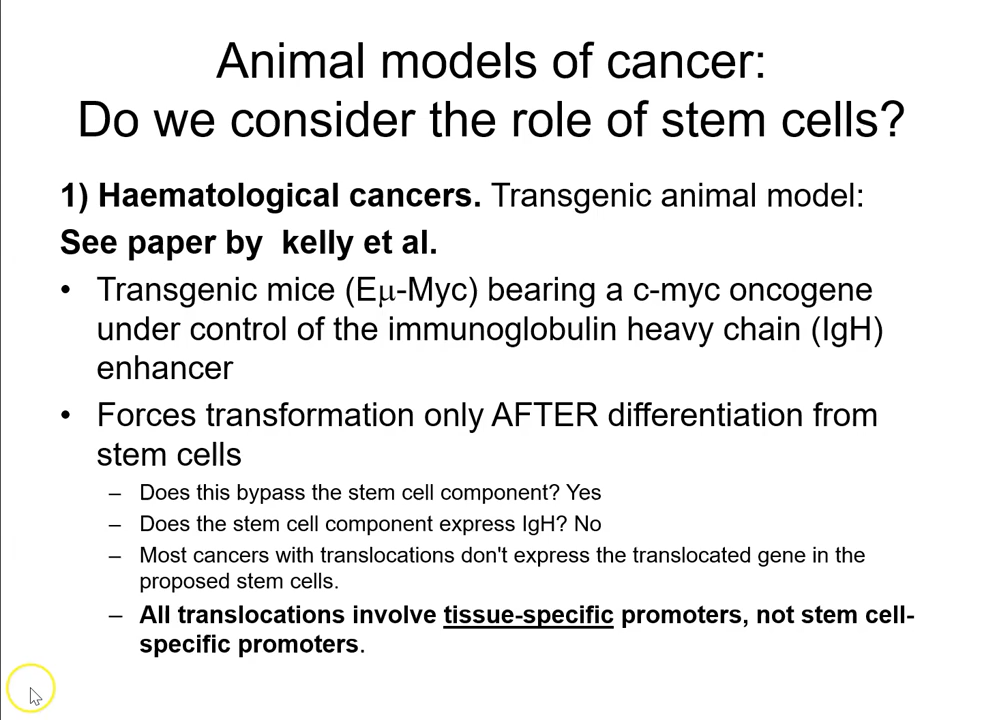 Animal models of cancer:
Do we consider the role of stem cells?
1) Haematological cancers. Transgenic animal model:
See paper by  kelly et al.
• Transgenic mice (Eμ-Myc) bearing a c-myc oncogene
under control of the immunoglobulin heavy chain (IgH)
enhancer
• Forces transformation only AFTER differentiation from
stem cells
– Does this bypass the stem cell component? Yes
– Does the stem cell component express IgH? No
– Most cancers with translocations don't express the translocated gene in the
proposed stem cells.
– All translocations involve tissue-specific promoters, not stem cell-
specific promoters.